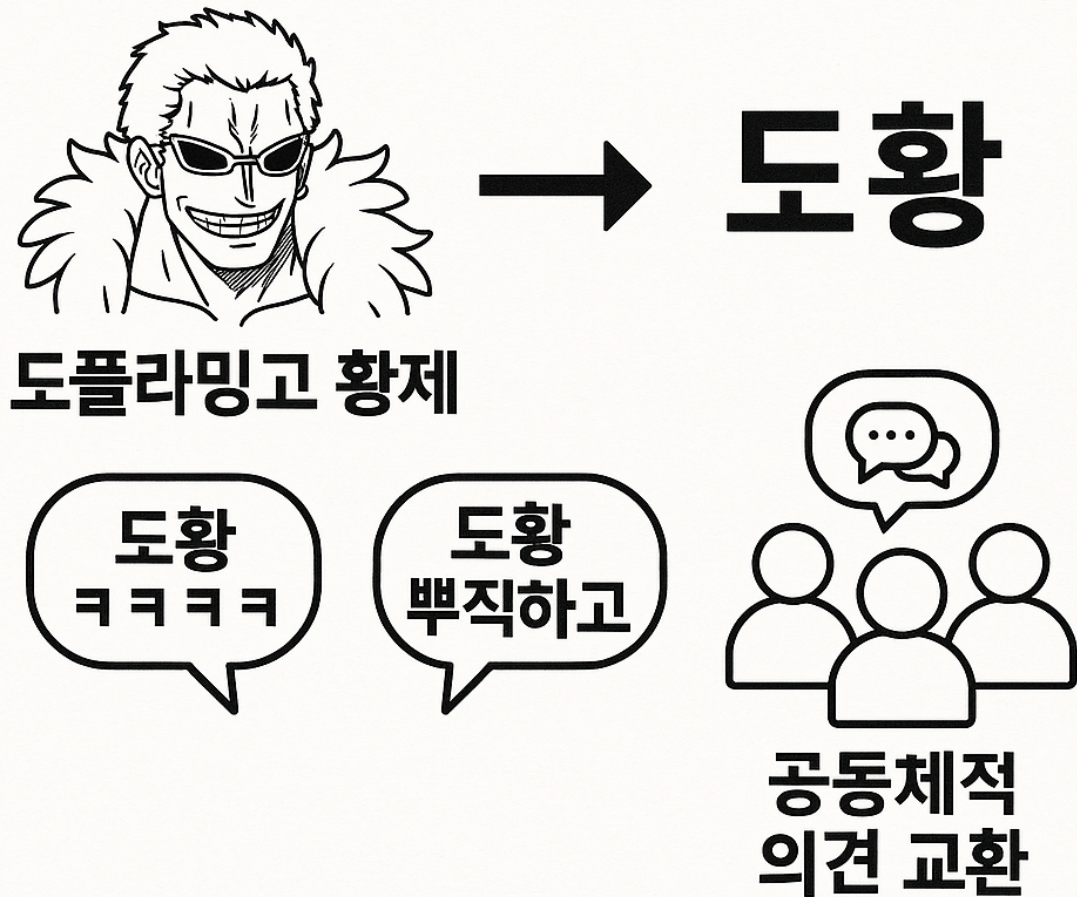 도황
도플라밍고 황제
도황
ㅋㅋㅋㅋ
도황
뿌직하고
공동체적
의견 교환